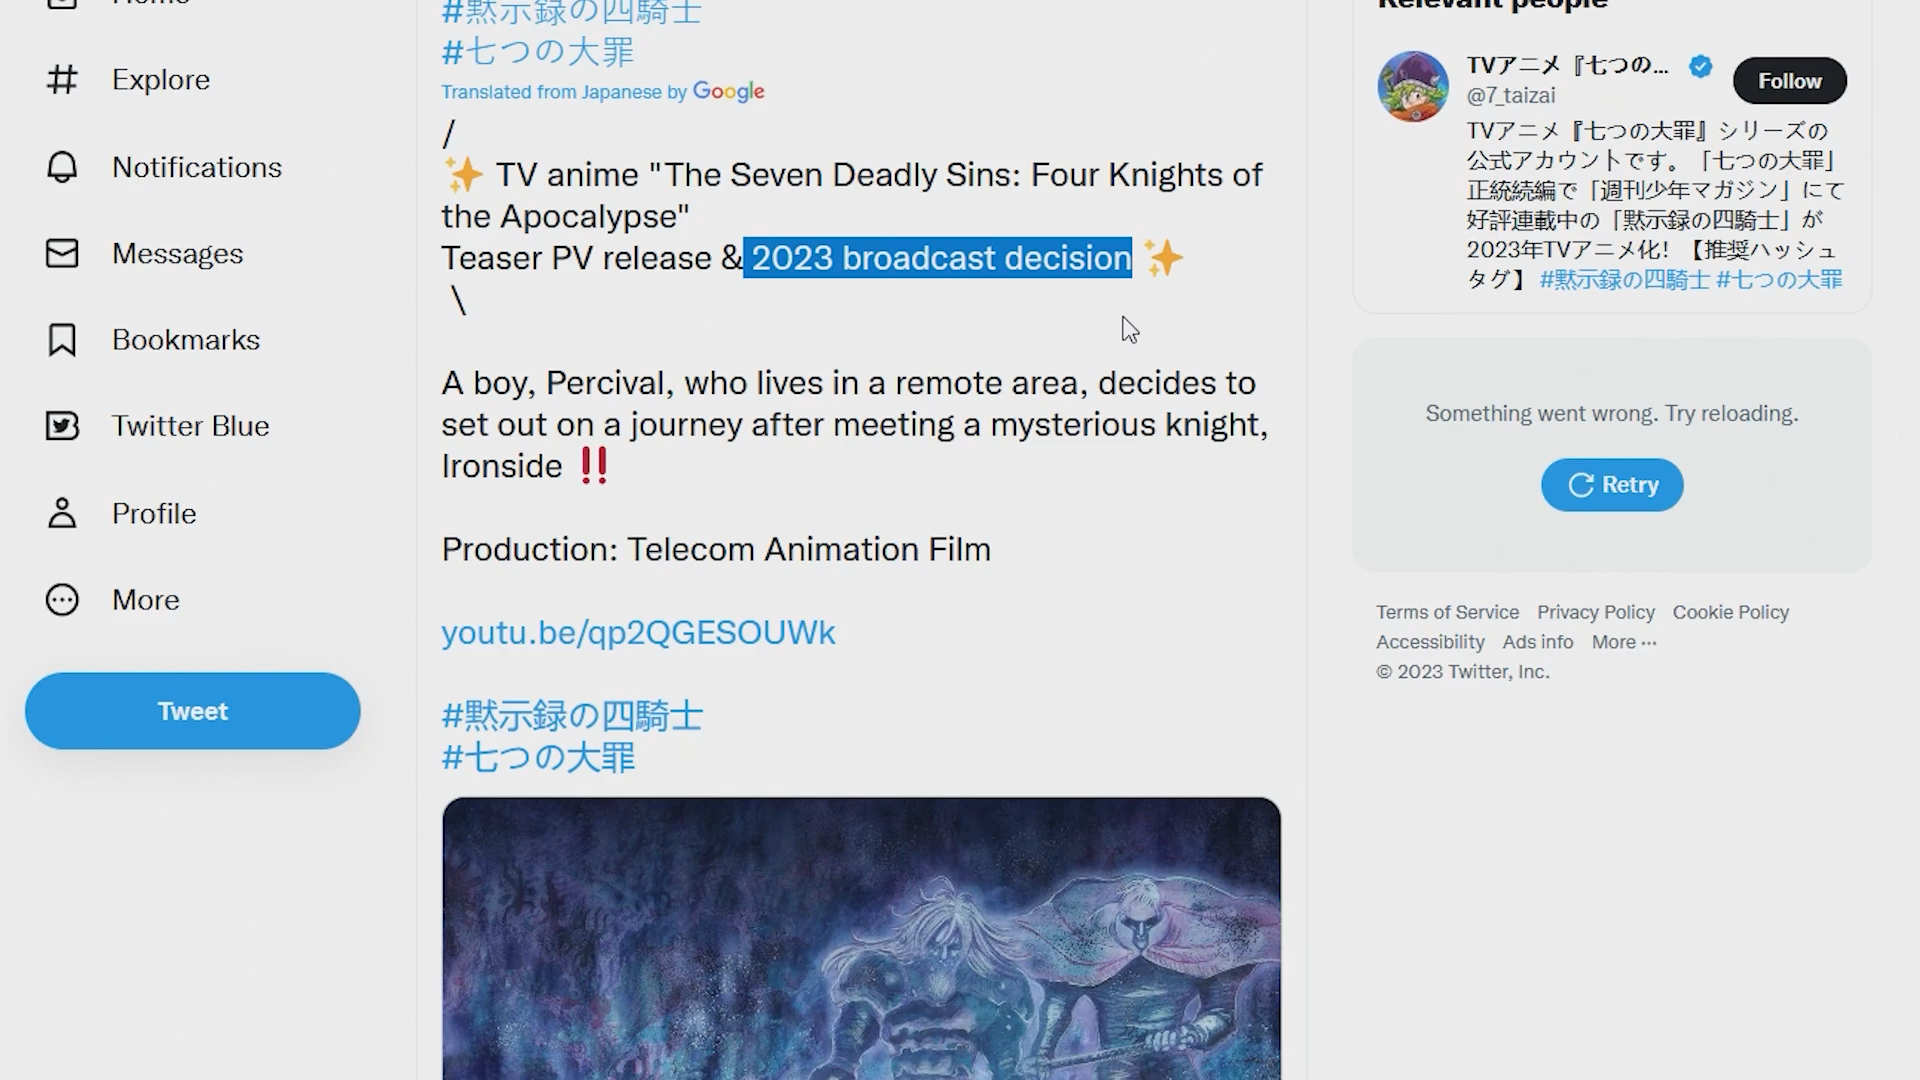 Home
Explore
Notifications
Messages
Bookmarks
Twitter Blue
Profile
More
Tweet
#黙示録の四騎士
#七つの大罪
Translated from Japanese by Google
/
✨ TV anime "The Seven Deadly Sins: Four Knights of
the Apocalypse"
Teaser PV release & 2023 broadcast decision ✨
\
A boy, Percival, who lives in a remote area, decides to
set out on a journey after meeting a mysterious knight,
Ironside ‼️
Production: Telecom Animation Film
youtu.be/qp2QGESOUWk
#黙示録の四騎士
#七つの大罪
Relevant people
TVアニメ『七つの...
@7_taizai
Follow
TVアニメ『七つの大罪』シリーズの
公式アカウントです。「七つの大罪」
正統続編で「週刊少年マガジン」にて
好評連載中の「黙示録の四騎士」が
2023年TVアニメ化！【推奨ハッシュ
タグ】 #黙示録の四騎士 #七つの大罪
Something went wrong. Try reloading.
Retry
Terms of Service Privacy Policy Cookie Policy
Accessibility Ads info More ···
© 2023 Twitter, Inc.